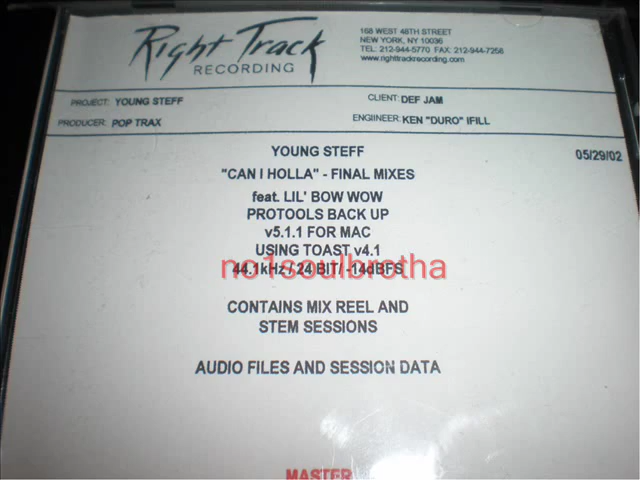 Right Track
RECORDING
168 WEST 48TH STREET
NEW YORK, NY 10036
TEL: 212-944-5770 FAX: 212-944-7258
www.righttrackrecording.com
PROJECT: YOUNG STEFF
CLIENT: DEF JAM
PRODUCER: POP TRAX
ENGIINEER: KEN "DURO" IFILL
YOUNG STEFF
05/29/02
"CAN I HOLLA" - FINAL MIXES
feat. LIL' BOW WOW
PROTOOLS BACK UP
v5.1.1 FOR MAC
USING TOAST v4.1
no1soulbrotha
44.1kHz / 24 BIT/ -14dBFS
CONTAINS MIX REEL AND
STEM SESSIONS
AUDIO FILES AND SESSION DATA
MASTER